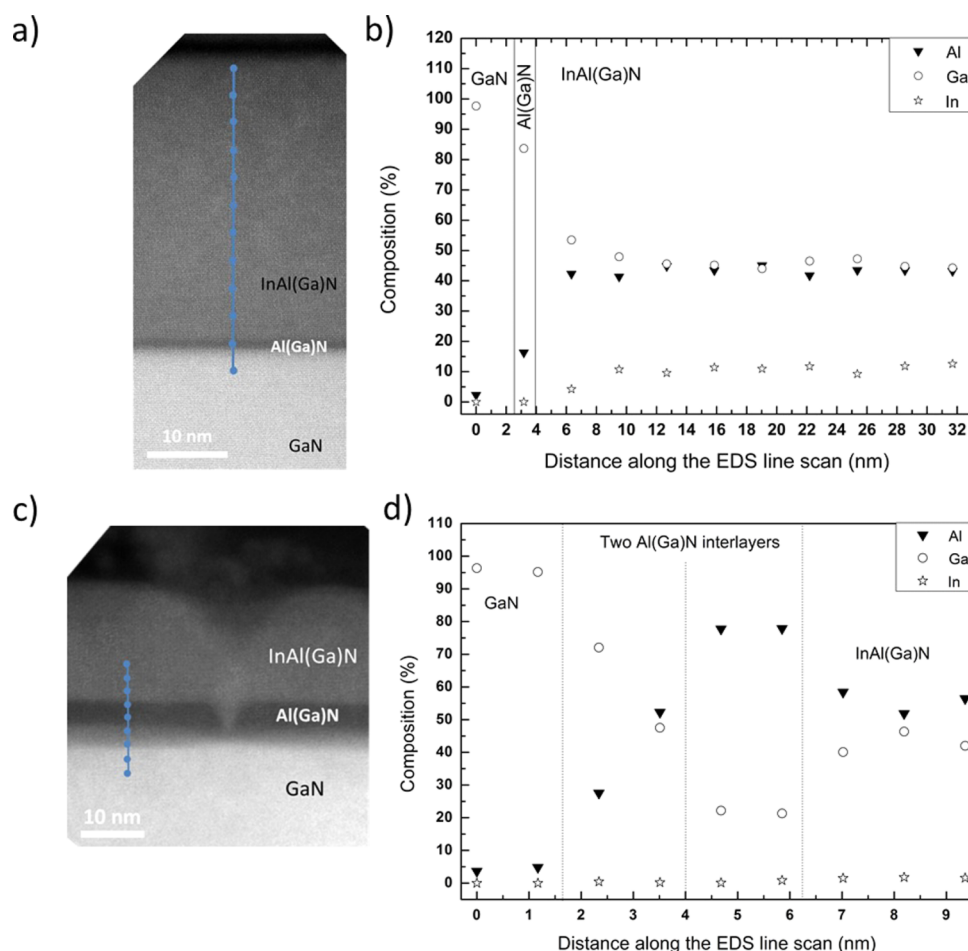 a)
InAl(Ga)N
Al(Ga)N
10 nm
GaN
b)
120
110
100
90
80
70
60
50
40
30
20
10
0
Composition (%)
GaN
Al(Ga)N
InAl(Ga)N
Al
Ga
In
0 2 4 6 8 10 12 14 16 18 20 22 24 26 28 30 32
Distance along the EDS line scan (nm)
c)
InAl(Ga)N
Al(Ga)N
GaN
10 nm
d)
110
100
90
80
70
60
50
40
30
20
10
0
Composition (%)
GaN
Two Al(Ga)N interlayers
InAl(Ga)N
Al
Ga
In
0 1 2 3 4 5 6 7 8 9
Distance along the EDS line scan (nm)